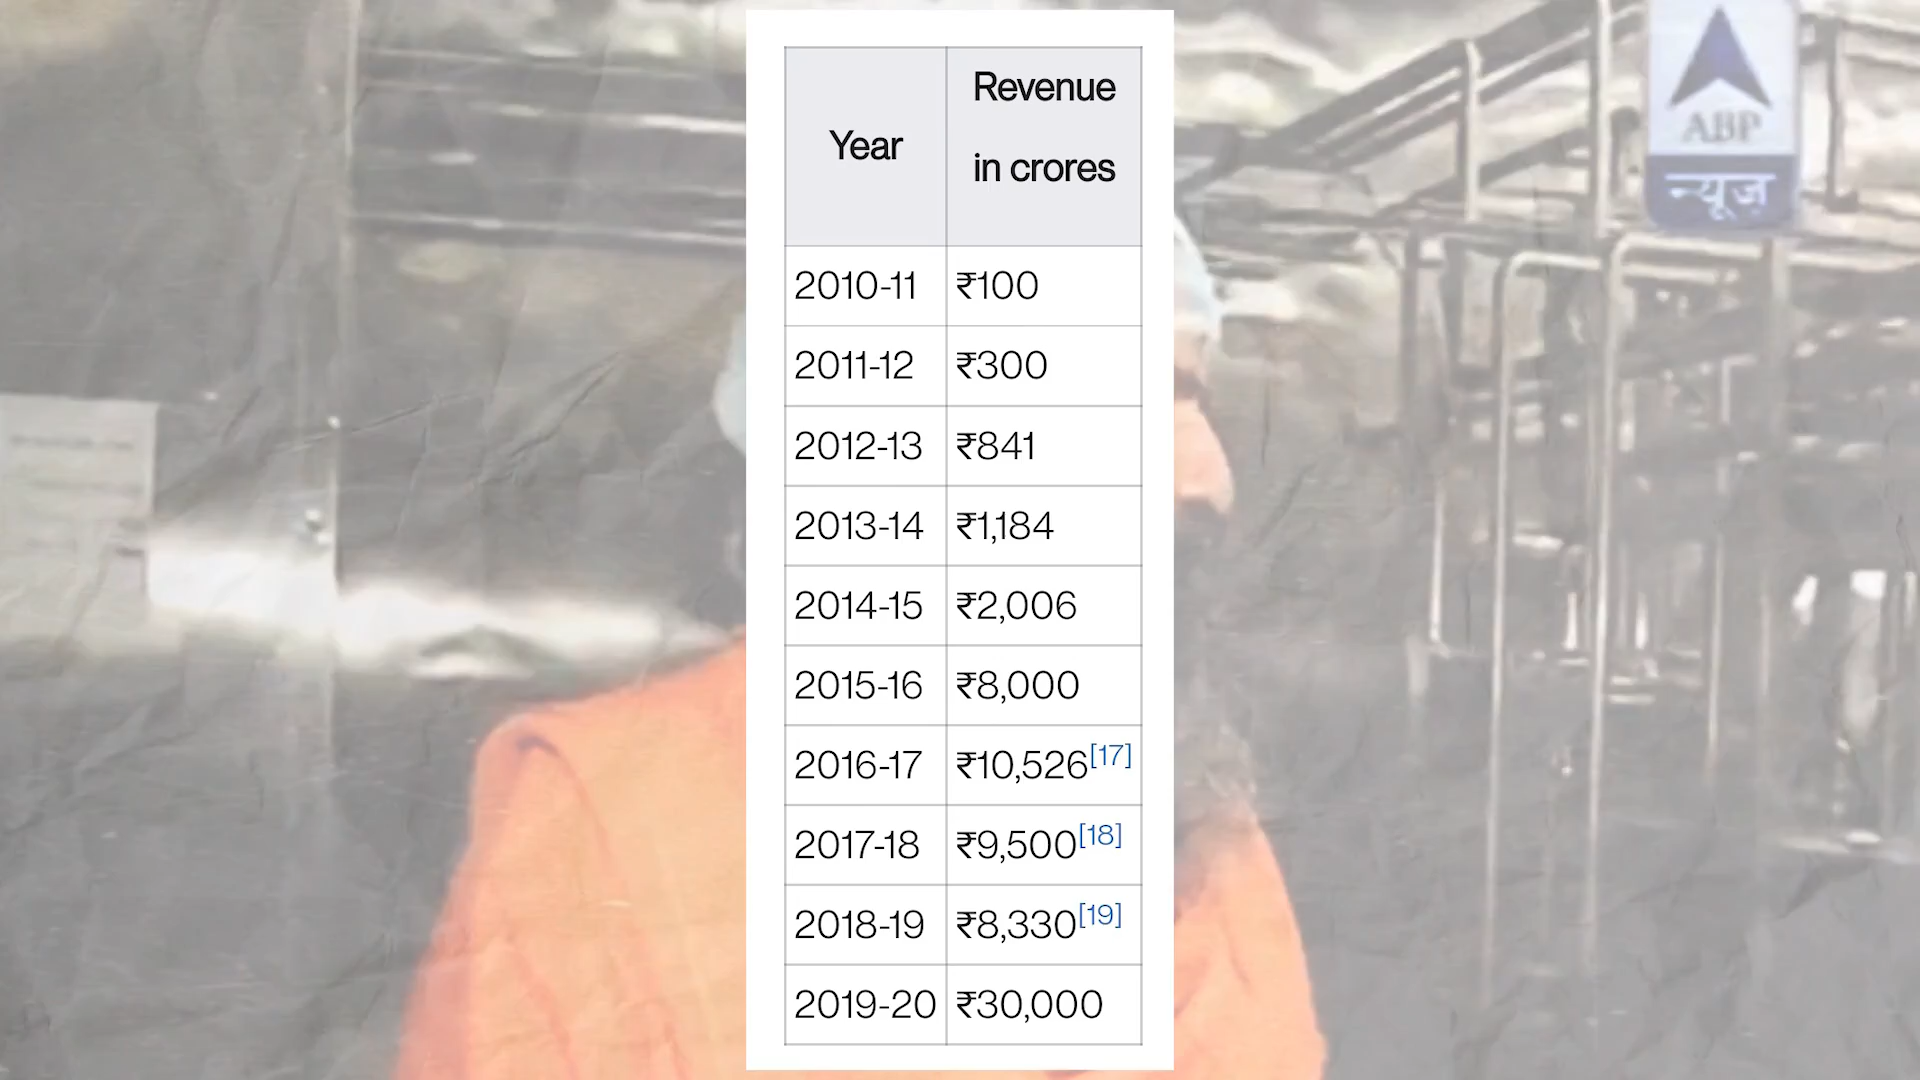 Year
Revenue
in crores
2010-11 ₹100
2011-12 ₹300
2012-13 ₹841
2013-14 ₹1,184
2014-15 ₹2,006
2015-16 ₹8,000
2016-17 ₹10,526[17]
2017-18 ₹9,500[18]
2018-19 ₹8,330[19]
2019-20 ₹30,000
ABP
न्यूज़